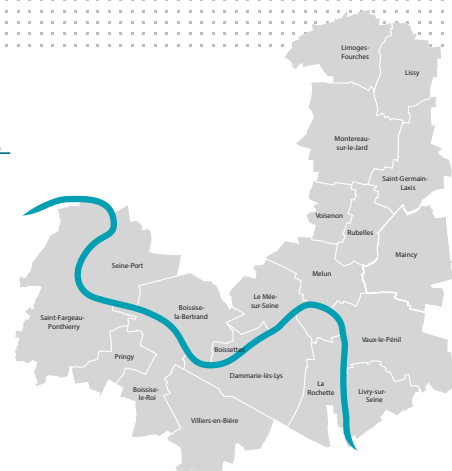 Limoges-
Fourches
Lissy
Montereau-
sur-le-Jard
Saint-Germain-
Laxis
Voisenon
Rubelles
Maincy
Seine-Port
Melun
Le Mée-
sur-Seine
Boissise-
la-Bertrand
Saint-Fargeau-
Ponthierry
Vaux-le-Pénil
Boissettes
Pringy
Dammarie-lès-Lys
La
Rochette
Boissise-
le-Roi
Livry-sur-
Seine
Villiers-en-Bière